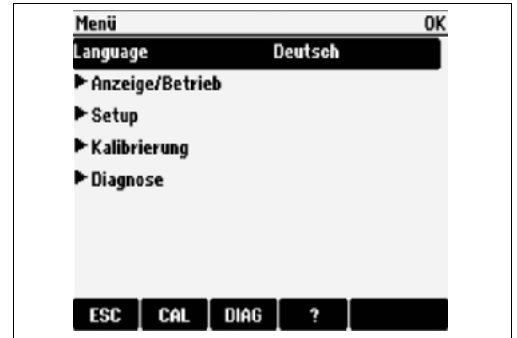 Menü OK
Language Deutsch
Anzeige/Betrieb
Setup
Kalibrierung
Diagnose
ESC CAL DIAG ?